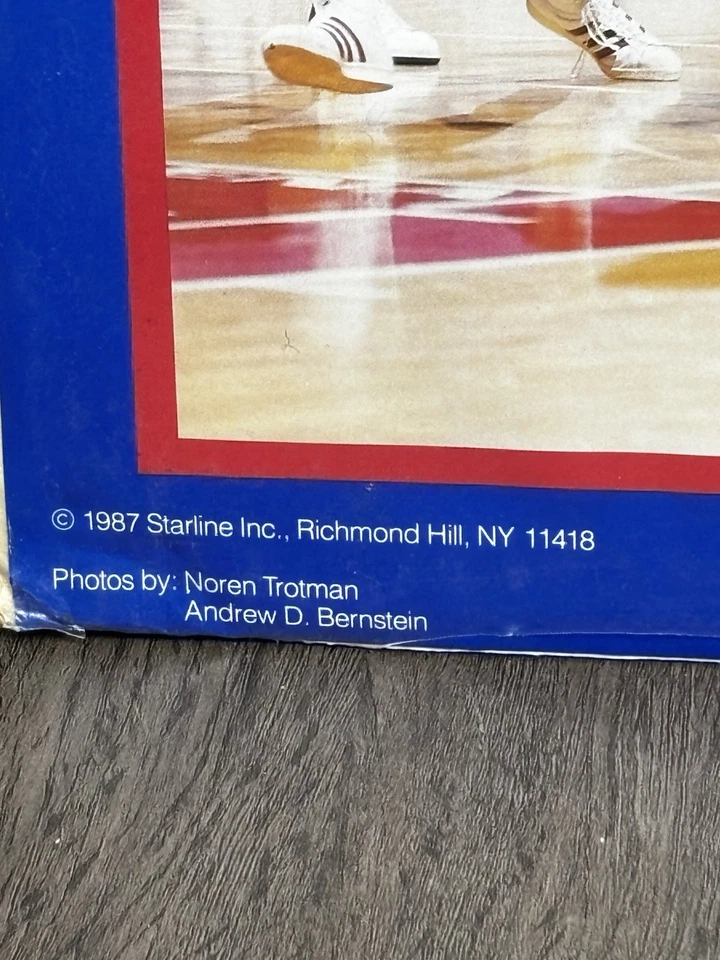 © 1987 Starline Inc., Richmond Hill, NY 11418
Photos by: Noren Trotman
Andrew D. Bernstein